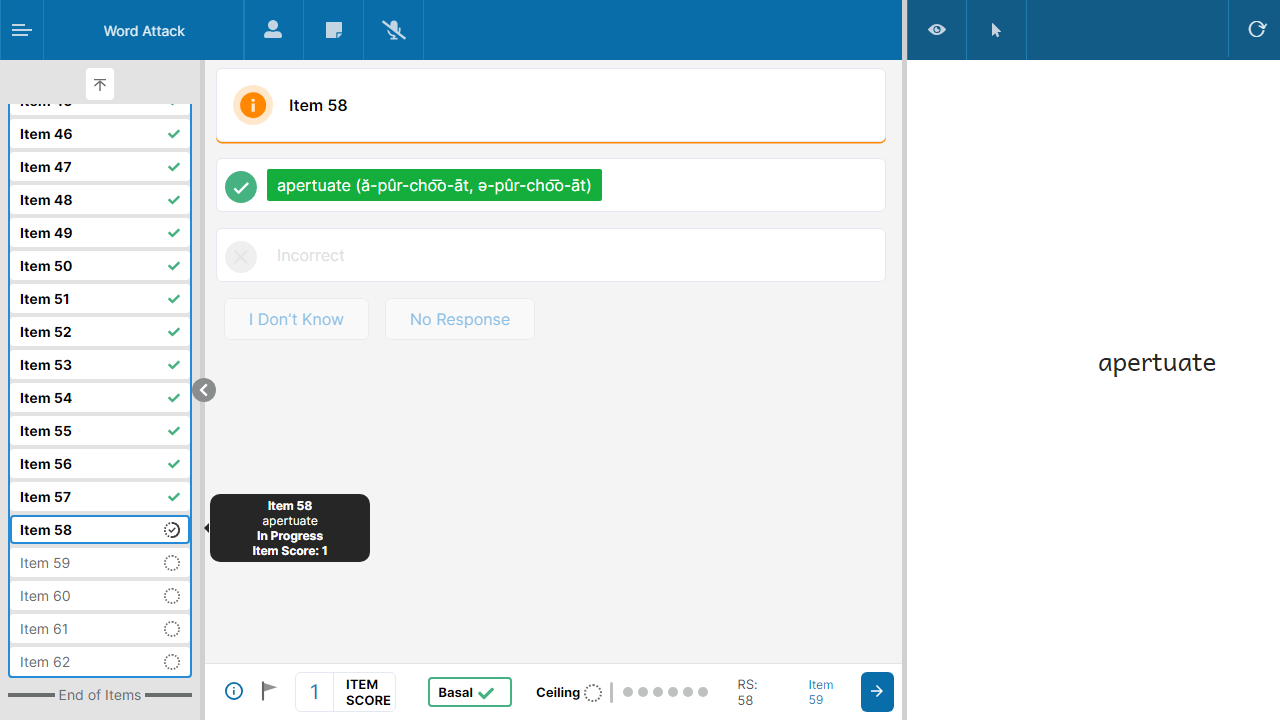 Word Attack
Item 46
Item 47
Item 48
Item 49
Item 50
Item 51
Item 52
Item 53
Item 54
Item 55
Item 56
Item 57
Item 58
Item 59
Item 60
Item 61
Item 62
End of Items
Item 58
apertuate (ă-pûr-cho͞o-āt, ə-pûr-cho͞o-āt)
Incorrect
I Don't Know
No Response
Item 58
apertuate
In Progress
Item Score: 1
1
ITEM
SCORE
Basal
Ceiling
RS:
58
Item
59
apertuate